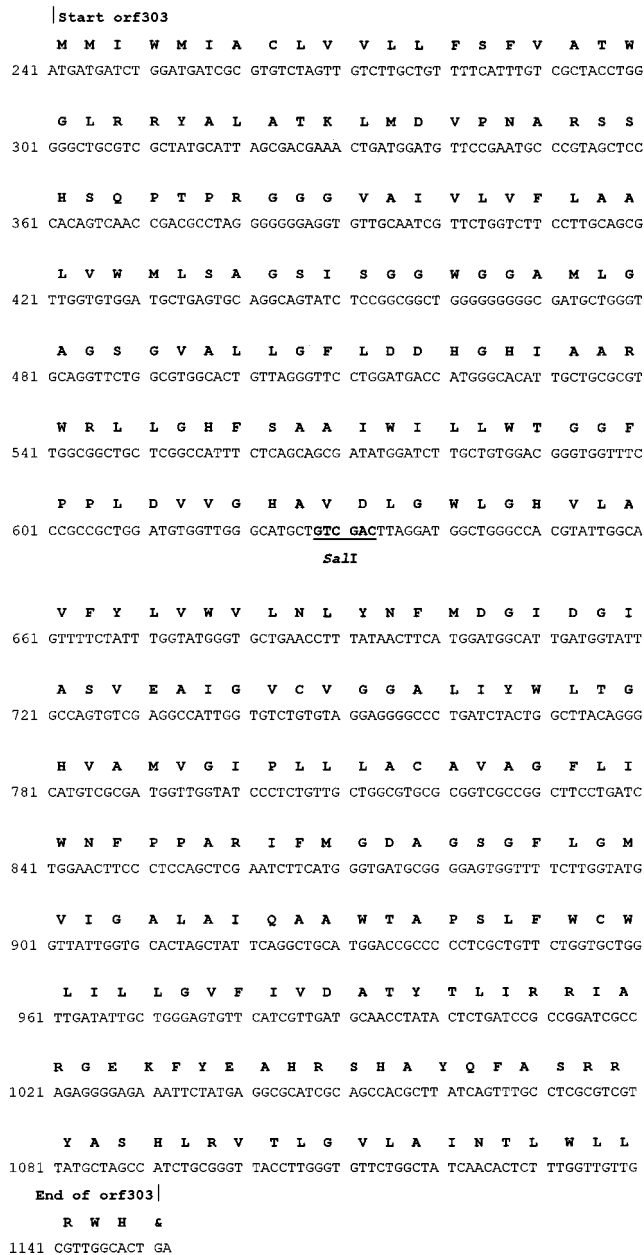 Start orf303
M M I W M I A C L V V L L F S F V A T W
241 ATGATGATCT GGATGATCGC GTGTCTAGTT GTCTTGCTGT TTTCATTTGT CGCTACCTGG
G L R R Y A L A T K L M D V P N A R S S
301 GGGCTGCGTC GCTATGCATT AGCGACGAAA CTGATGGATG TTCCGAATGC CCGTAGCTCC
H S Q P T P R G G G V A I V L V F L A A
361 CACAGTCAAC CGACGCCTAG GGGGGGAGGT GTTGCAATCG TTCTGGTCTT CCTTGCAGCG
L V W M L S A G S I S G G W G G A M L G
421 TTGGTGTGGA TGCTGAGTGC AGGCAGTATC TCCGGCGGCT GGGGGGGGGC GATGCTGGGT
A G S G V A L L G F L D D H G H I A A R
481 GCAGGTTCTG GCGTGGCACT GTTAGGGTTC CTGGATGACC ATGGGCACAT TGCTGCGCGT
W R L L G H F S A A I W I L L W T G G F
541 TGGCGGCTGC TCGGCCATTT CTCAGCAGCG ATATGGATCT TGCTGTGGAC GGGTGGTTTC
P P L D V V G H A V D L G W L G H V L A
601 CCGCCGCTGG ATGTGGTTGG GCATGCTGTC GACTTAGGAT GGCTGGGCCA CGTATTGGCA
SalI
V F Y L V W V L N L Y N F M D G I D G I
661 GTTTTCTATT TGGTATGGGT GCTGAACCTT TATAACTTCA TGGATGGCAT TGATGGTATT
A S V E A I G V C V G G A L I Y W L T G
721 GCCAGTGTCG AGGCCATTGG TGTCTGTGTA GGAGGGGCCC TGATCTACTG GCTTACAGGG
H V A M V G I P L L L A C A V A G F L I
781 CATGTCGCGA TGGTTGGTAT CCCTCTGTTG CTGGCGTGCG CGGTCGCCGG CTTCCTGATC
W N F P P A R I F M G D A G S G F L G M
841 TGGAACTTCC CTCCAGCTCG AATCTTCATG GGTGATGCGG GGAGTGGTTT TCTTGGTATG
V I G A L A I Q A A W T A P S L F W C W
901 GTTATTGGTG CACTAGCTAT TCAGGCTGCA TGGACCGCCC CCTCGCTGTT CTGGTGCTGG
L I L L G V F I V D A T Y T L I R R I A
961 TTGATATTGC TGGGAGTGTT CATCGTTGAT GCAACCTATA CTCTGATCCG CCGGATCGCC
R G E K F Y E A H R S H A Y Q F A S R R
1021 AGAGGGGAGA AATTCTATGA GGCGCATCGC AGCCACGCTT ATCAGTTTGC CTCGCGTCGT
Y A S H L R V T L G V L A I N T L W L L
1081 TATGCTAGCC ATCTGCGGGT TACCTTGGGT GTTCTGGCTA TCAACACTCT TTGGTTGTTG
End of orf303
R W H &
1141 CGTTGGCACT GA